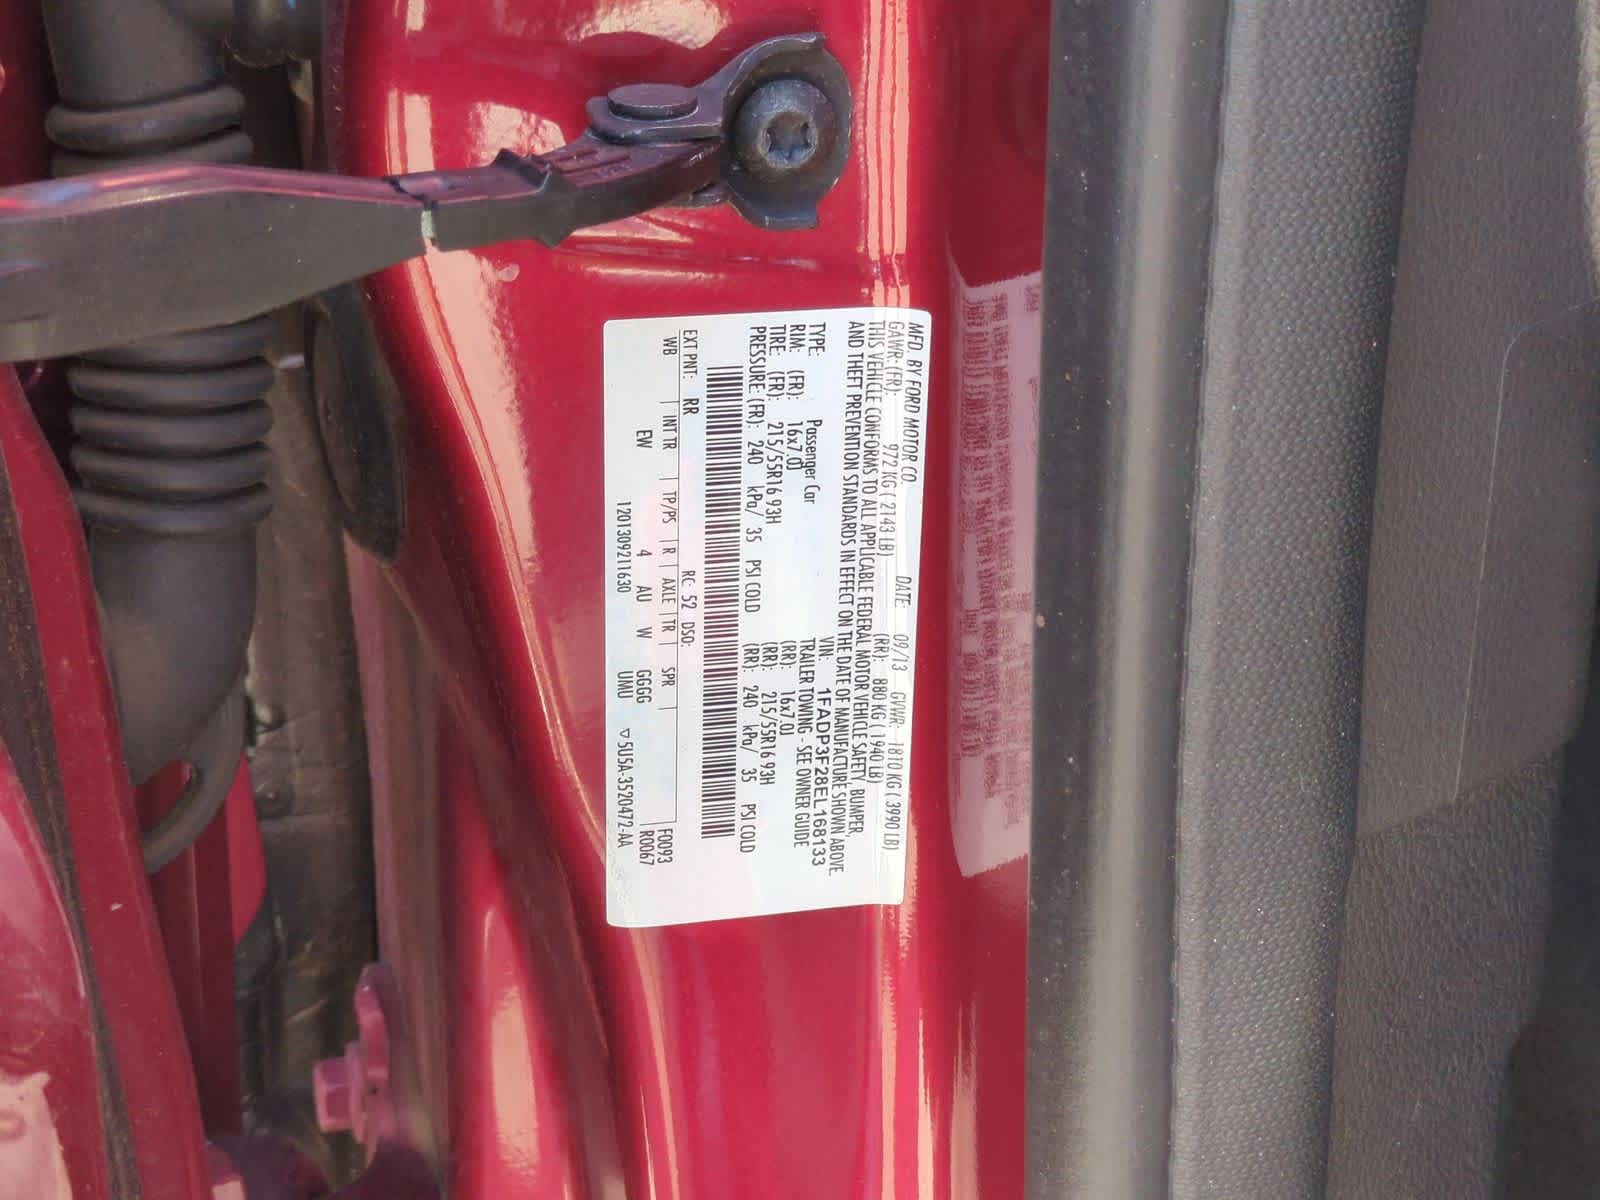 MFD. BY FORD MOTOR CO.
DATE: 09/13 GVWR: 1810 KG ( 3990 LB)
GAWR: (FR): 972 KG ( 2143 LB) (RR): 880 KG ( 1940 LB)
THIS VEHICLE CONFORMS TO ALL APPLICABLE FEDERAL MOTOR VEHICLE SAFETY, BUMPER,
AND THEFT PREVENTION STANDARDS IN EFFECT ON THE DATE OF MANUFACTURE SHOWN ABOVE
VIN: 1FADP3F28EL168133
TYPE: Passenger Car TRAILER TOWING - SEE OWNER GUIDE
RIM: (FR): 16x7.0J (RR): 16x7.0J
TIRE: (FR): 215/55R16 93H (RR): 215/55R16 93H
PRESSURE: (FR): 240 kPa/ 35 PSI COLD (RR): 240 kPa/ 35 PSI COLD
EXT PNT: RR RC: 52 DSO:
F0093
WB INT TR TP/PS R AXLE TR SPR R0067
EW 4 AU W GGGG
1201309211630 UMU ▽5U5A-3520472-AA